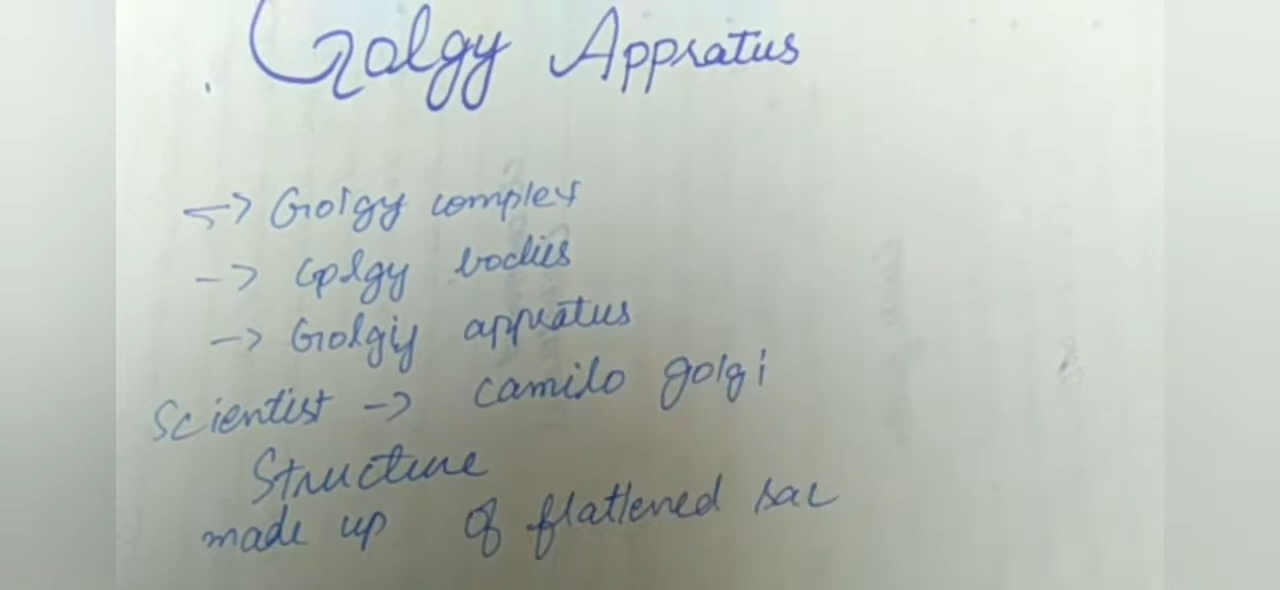 Golgy Appratus
-> Golgy complex
-> Golgy bodies
-> Golgiy appratus
Scientist -> camilo golgi
Structure
made up of flattened sac